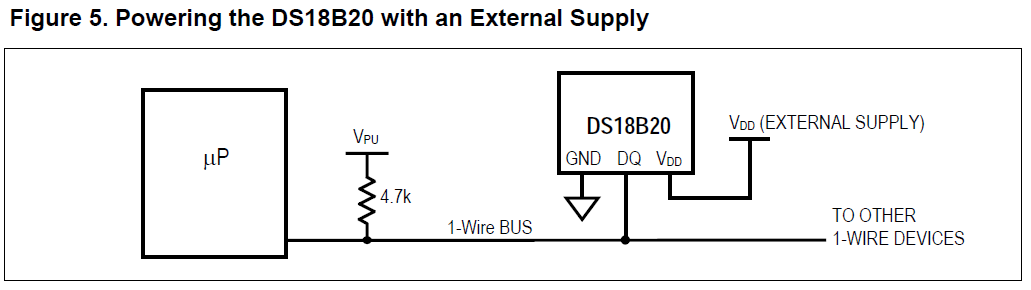 Figure 5. Powering the DS18B20 with an External Supply
μP
VPU
4.7k
1-Wire BUS
DS18B20
GND DQ VDD
VDD (EXTERNAL SUPPLY)
TO OTHER
1-WIRE DEVICES